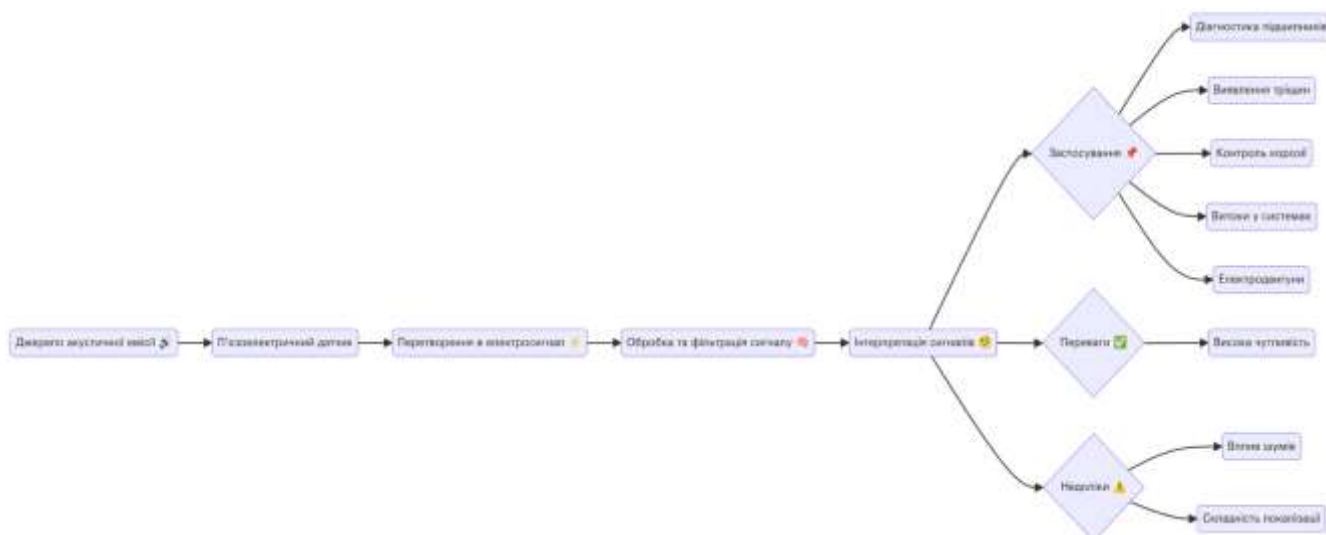 Діагностика підшипників
Виявлення тріщин
Застосування 📌
Контроль корозії
Витоки у системах
Електродвигуни
Джерело акустичної емісії 🔊
П'єзоелектричний датчик
Перетворення в електросигнал ⚡
Обробка та фільтрація сигналу 🧠
Інтерпретація сигналів 🧐
Переваги ✅
Висока чутливість
Вплив шумів
Недоліки ⚠️
Складність локалізації